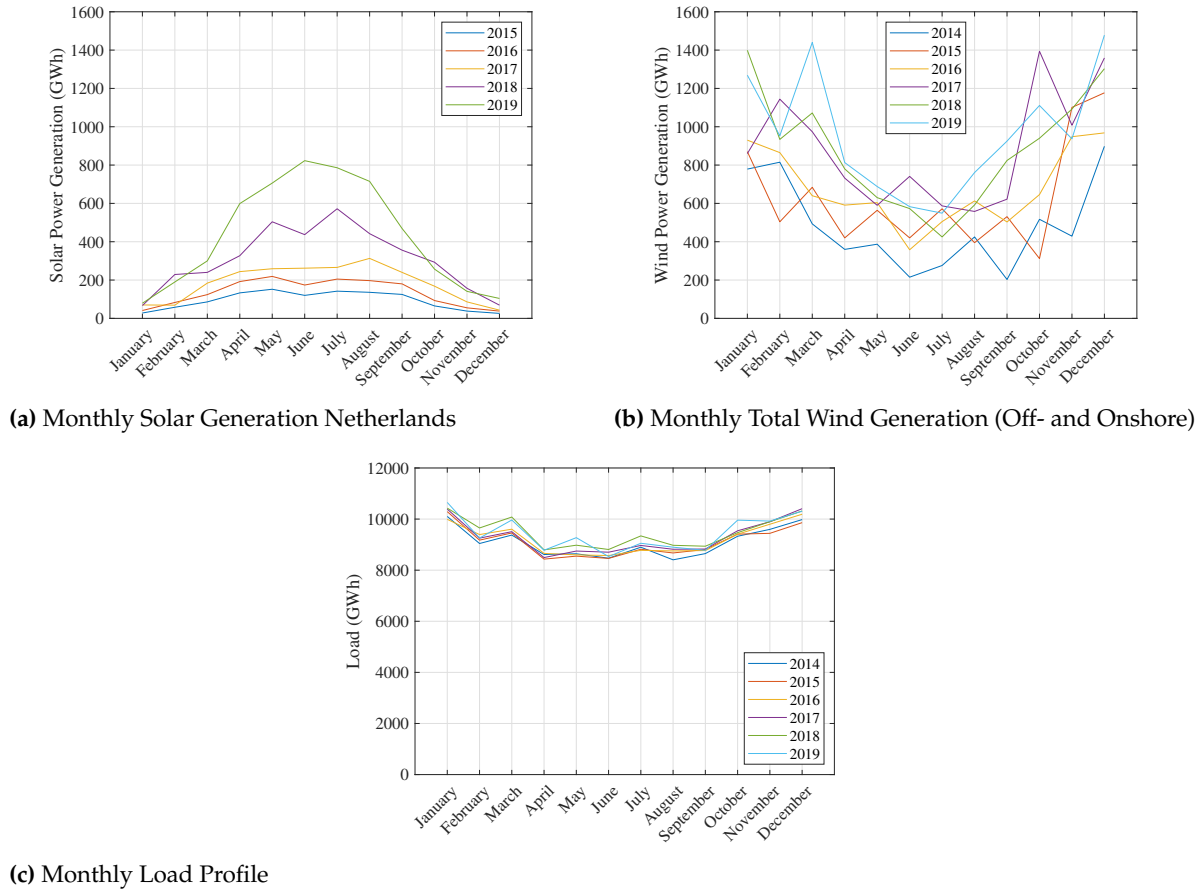 1600
1400
1200
1000
800
600
400
200
0
Solar Power Generation (GWh)
2015
2016
2017
2018
2019
January
February
March
April
May
June
July
August
September
October
November
December
(a) Monthly Solar Generation Netherlands
1600
1400
1200
1000
800
600
400
200
0
Wind Power Generation (GWh)
2014
2015
2016
2017
2018
2019
January
February
March
April
May
June
July
August
September
October
November
December
(b) Monthly Total Wind Generation (Off- and Onshore)
12000
10000
8000
6000
4000
2000
0
Load (GWh)
2014
2015
2016
2017
2018
2019
January
February
March
April
May
June
July
August
September
October
November
December
(c) Monthly Load Profile